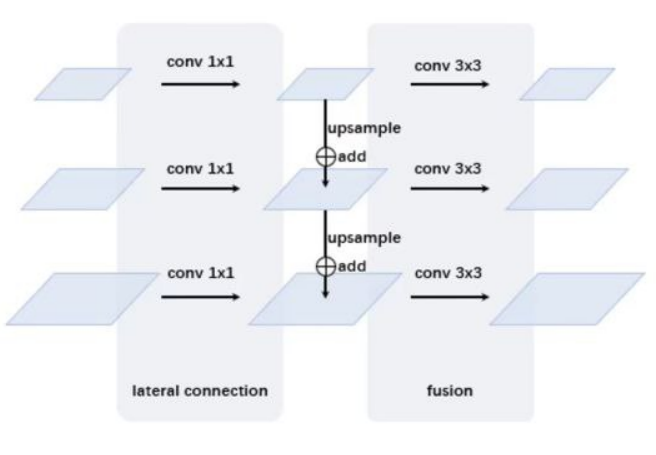 conv 1x1
conv 3x3
upsample
add
conv 1x1
conv 3x3
upsample
add
conv 1x1
conv 3x3
lateral connection
fusion